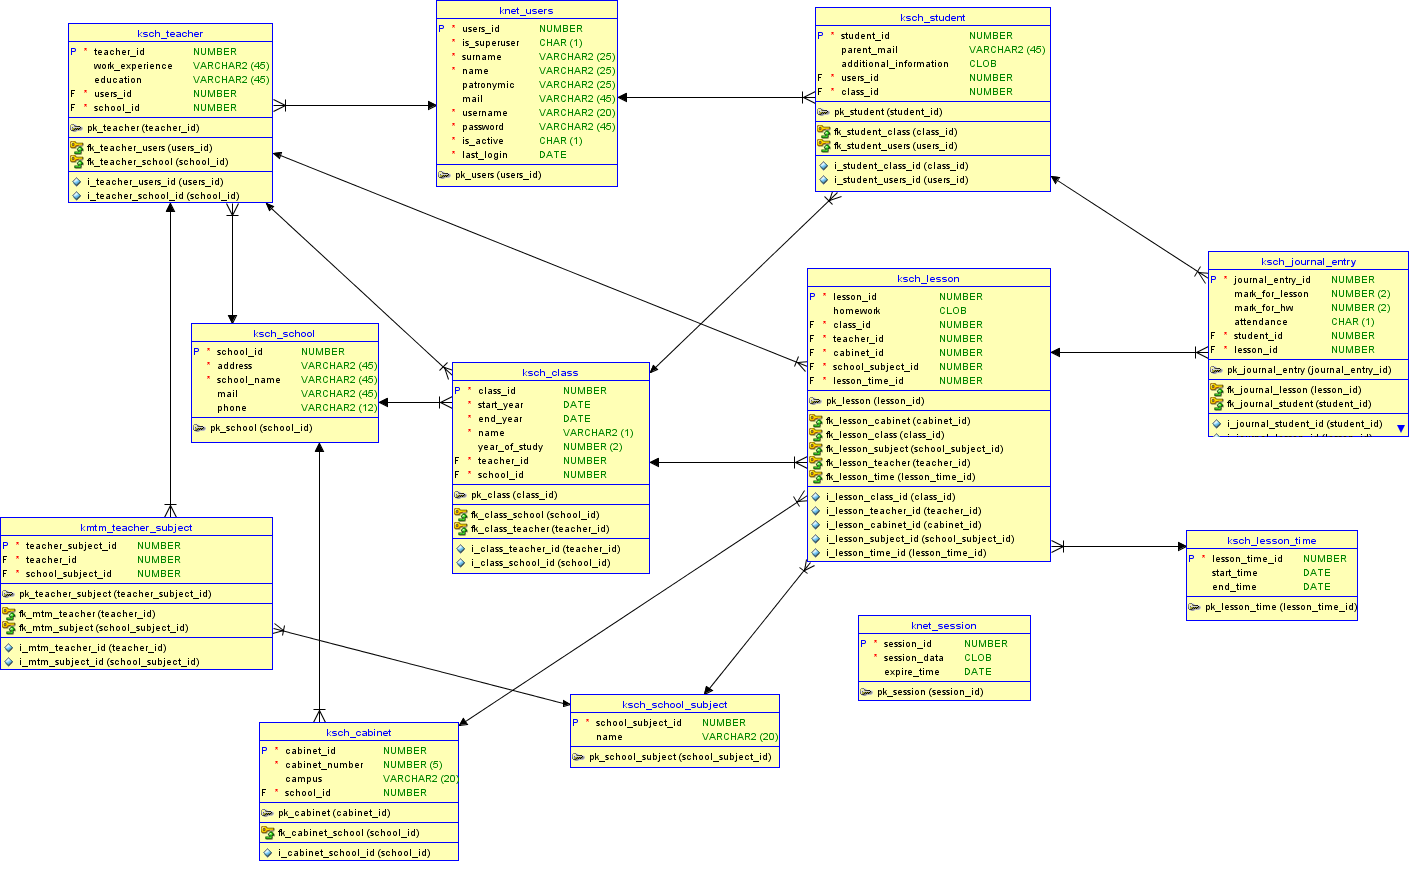 ksch_teacher
P * teacher_id NUMBER
work_experience VARCHAR2 (45)
education VARCHAR2 (45)
F * users_id NUMBER
F * school_id NUMBER
pk_teacher (teacher_id)
fk_teacher_users (users_id)
fk_teacher_school (school_id)
i_teacher_users_id (users_id)
i_teacher_school_id (school_id)
knet_users
P * users_id NUMBER
* is_superuser CHAR (1)
* surname VARCHAR2 (25)
* name VARCHAR2 (25)
patronymic VARCHAR2 (25)
mail VARCHAR2 (45)
* username VARCHAR2 (20)
* password VARCHAR2 (45)
* is_active CHAR (1)
* last_login DATE
pk_users (users_id)
ksch_student
P * student_id NUMBER
parent_mail VARCHAR2 (45)
additional_information CLOB
F * users_id NUMBER
F * class_id NUMBER
pk_student (student_id)
fk_student_class (class_id)
fk_student_users (users_id)
i_student_class_id (class_id)
i_student_users_id (users_id)
ksch_journal_entry
P * journal_entry_id NUMBER
mark_for_lesson NUMBER (2)
mark_for_hw NUMBER (2)
attendance CHAR (1)
F * student_id NUMBER
F * lesson_id NUMBER
pk_journal_entry (journal_entry_id)
fk_journal_lesson (lesson_id)
fk_journal_student (student_id)
i_journal_student_id (student_id)
ksch_lesson
P * lesson_id NUMBER
homework CLOB
F * class_id NUMBER
F * teacher_id NUMBER
F * cabinet_id NUMBER
F * school_subject_id NUMBER
F * lesson_time_id NUMBER
pk_lesson (lesson_id)
fk_lesson_cabinet (cabinet_id)
fk_lesson_class (class_id)
fk_lesson_subject (school_subject_id)
fk_lesson_teacher (teacher_id)
fk_lesson_time (lesson_time_id)
i_lesson_class_id (class_id)
i_lesson_teacher_id (teacher_id)
i_lesson_cabinet_id (cabinet_id)
i_lesson_subject_id (school_subject_id)
i_lesson_time_id (lesson_time_id)
ksch_school
P * school_id NUMBER
* address VARCHAR2 (45)
* school_name VARCHAR2 (45)
mail VARCHAR2 (45)
phone VARCHAR2 (12)
pk_school (school_id)
ksch_class
P * class_id NUMBER
* start_year DATE
* end_year DATE
* name VARCHAR2 (1)
year_of_study NUMBER (2)
F * teacher_id NUMBER
F * school_id NUMBER
pk_class (class_id)
fk_class_school (school_id)
fk_class_teacher (teacher_id)
i_class_teacher_id (teacher_id)
i_class_school_id (school_id)
kmtm_teacher_subject
P * teacher_subject_id NUMBER
F * teacher_id NUMBER
F * school_subject_id NUMBER
pk_teacher_subject (teacher_subject_id)
fk_mtm_teacher (teacher_id)
fk_mtm_subject (school_subject_id)
i_mtm_teacher_id (teacher_id)
i_mtm_subject_id (school_subject_id)
ksch_lesson_time
P * lesson_time_id NUMBER
start_time DATE
end_time DATE
pk_lesson_time (lesson_time_id)
knet_session
P * session_id NUMBER
* session_data CLOB
expire_time DATE
pk_session (session_id)
ksch_school_subject
P * school_subject_id NUMBER
name VARCHAR2 (20)
pk_school_subject (school_subject_id)
ksch_cabinet
P * cabinet_id NUMBER
* cabinet_number NUMBER (5)
campus VARCHAR2 (20)
F * school_id NUMBER
pk_cabinet (cabinet_id)
fk_cabinet_school (school_id)
i_cabinet_school_id (school_id)